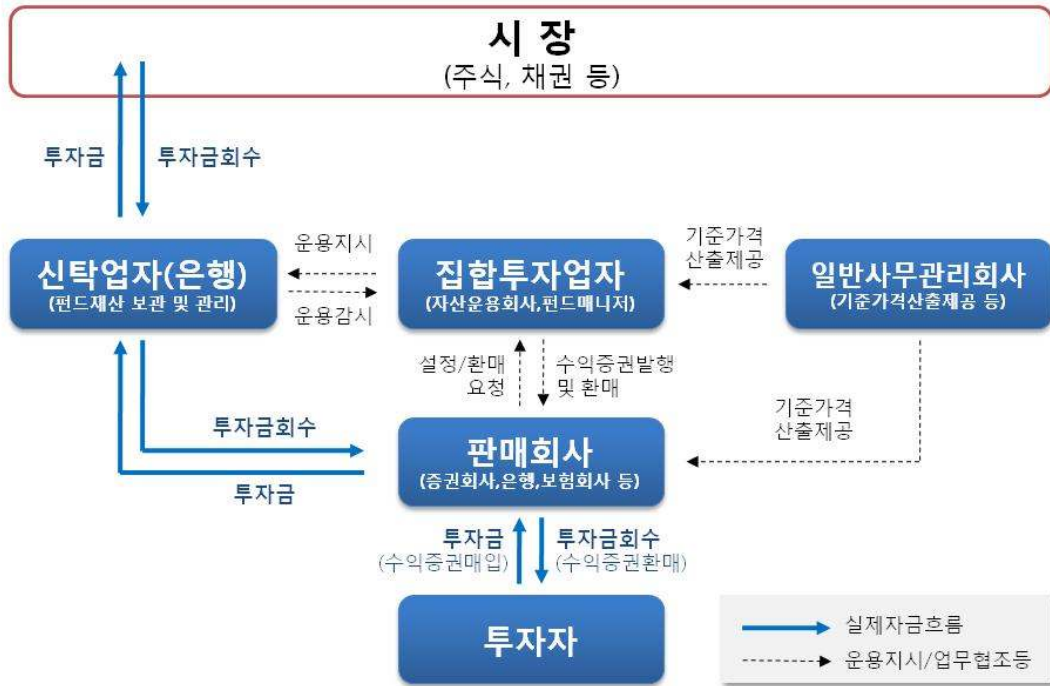 시 장
(주식, 채권 등)
투자금
투자금회수
신탁업자(은행)
(펀드재산 보관 및 관리)
운용지시
운용감시
집합투자업자
(자산운용회사,펀드매니저)
기준가격
산출제공
일반사무관리회사
(기준가격산출제공 등)
설정/환매
요청
수익증권발행
및 환매
기준가격
산출제공
투자금회수
투자금
판매회사
(증권회사,은행,보험회사 등)
투자금
(수익증권매입)
투자금회수
(수익증권환매)
투자자
실제자금흐름
운용지시/업무협조등